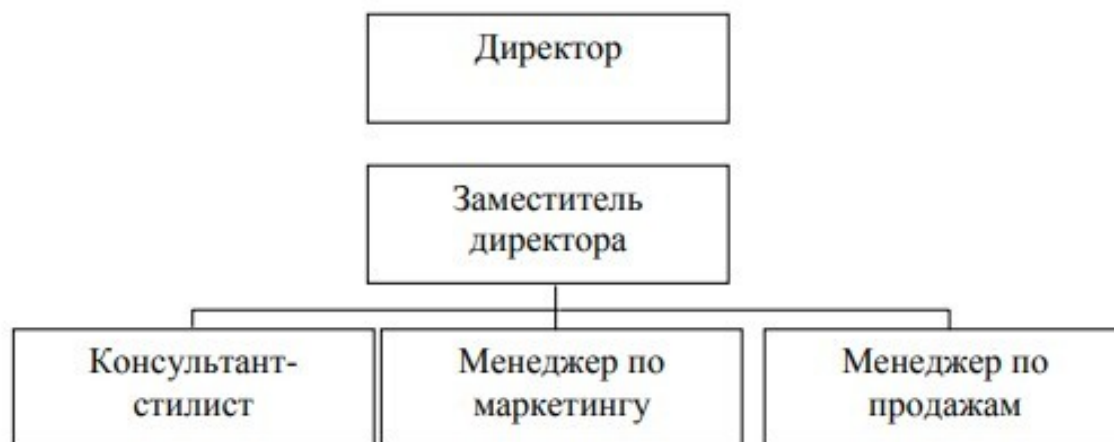 Директор
Заместитель
директора
Консультант-
стилист
Менеджер по
маркетингу
Менеджер по
продажам